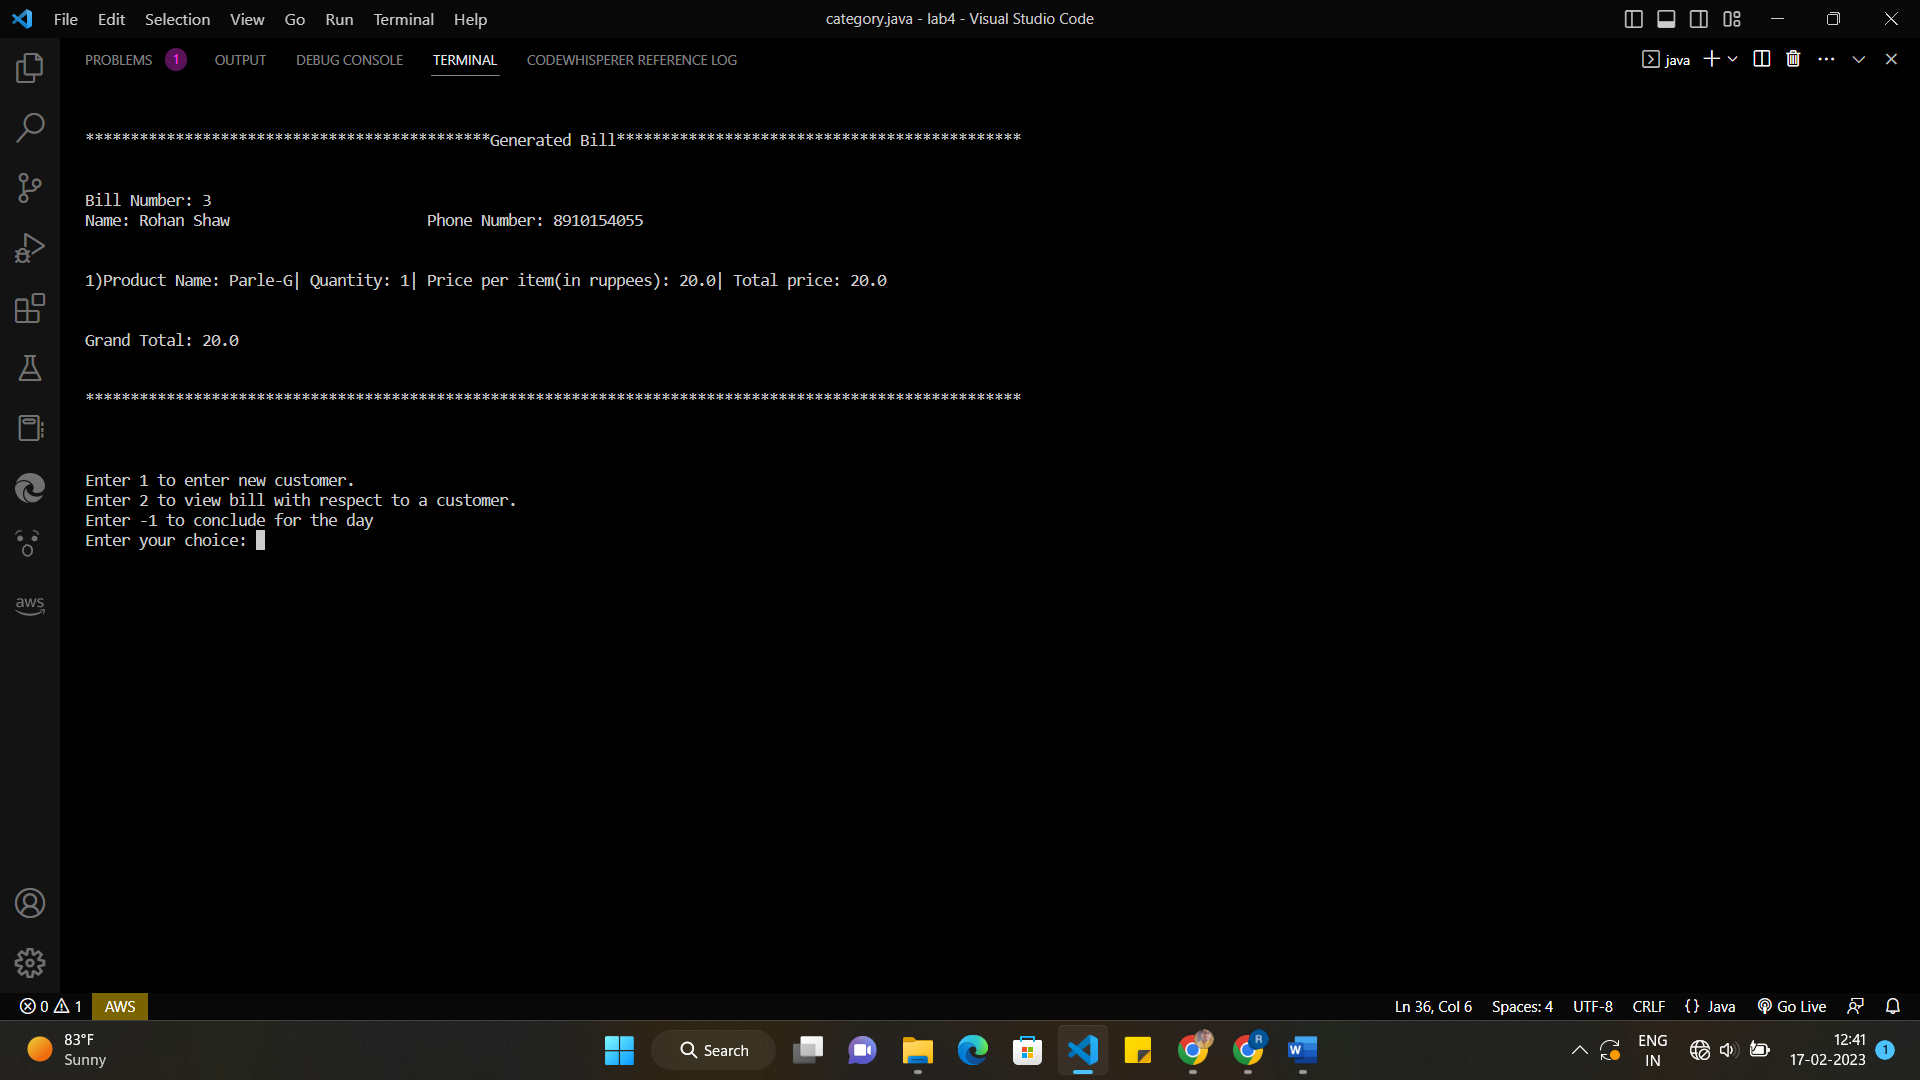 File Edit Selection View Go Run Terminal Help category.java - lab4 - Visual Studio Code
PROBLEMS 1 OUTPUT DEBUG CONSOLE TERMINAL CODEWHISPERER REFERENCE LOG java
*********************************************Generated Bill*********************************************
Bill Number: 3
Name: Rohan Shaw Phone Number: 8910154055
1)Product Name: Parle-G| Quantity: 1| Price per item(in ruppees): 20.0| Total price: 20.0
Grand Total: 20.0
********************************************************************************************************
Enter 1 to enter new customer.
Enter 2 to view bill with respect to a customer.
Enter -1 to conclude for the day
Enter your choice:
aws
0 1 AWS Ln 36, Col 6 Spaces: 4 UTF-8 CRLF {} Java Go Live
83°F
Sunny
Search
R
W
ENG
IN
12:41
17-02-2023
1